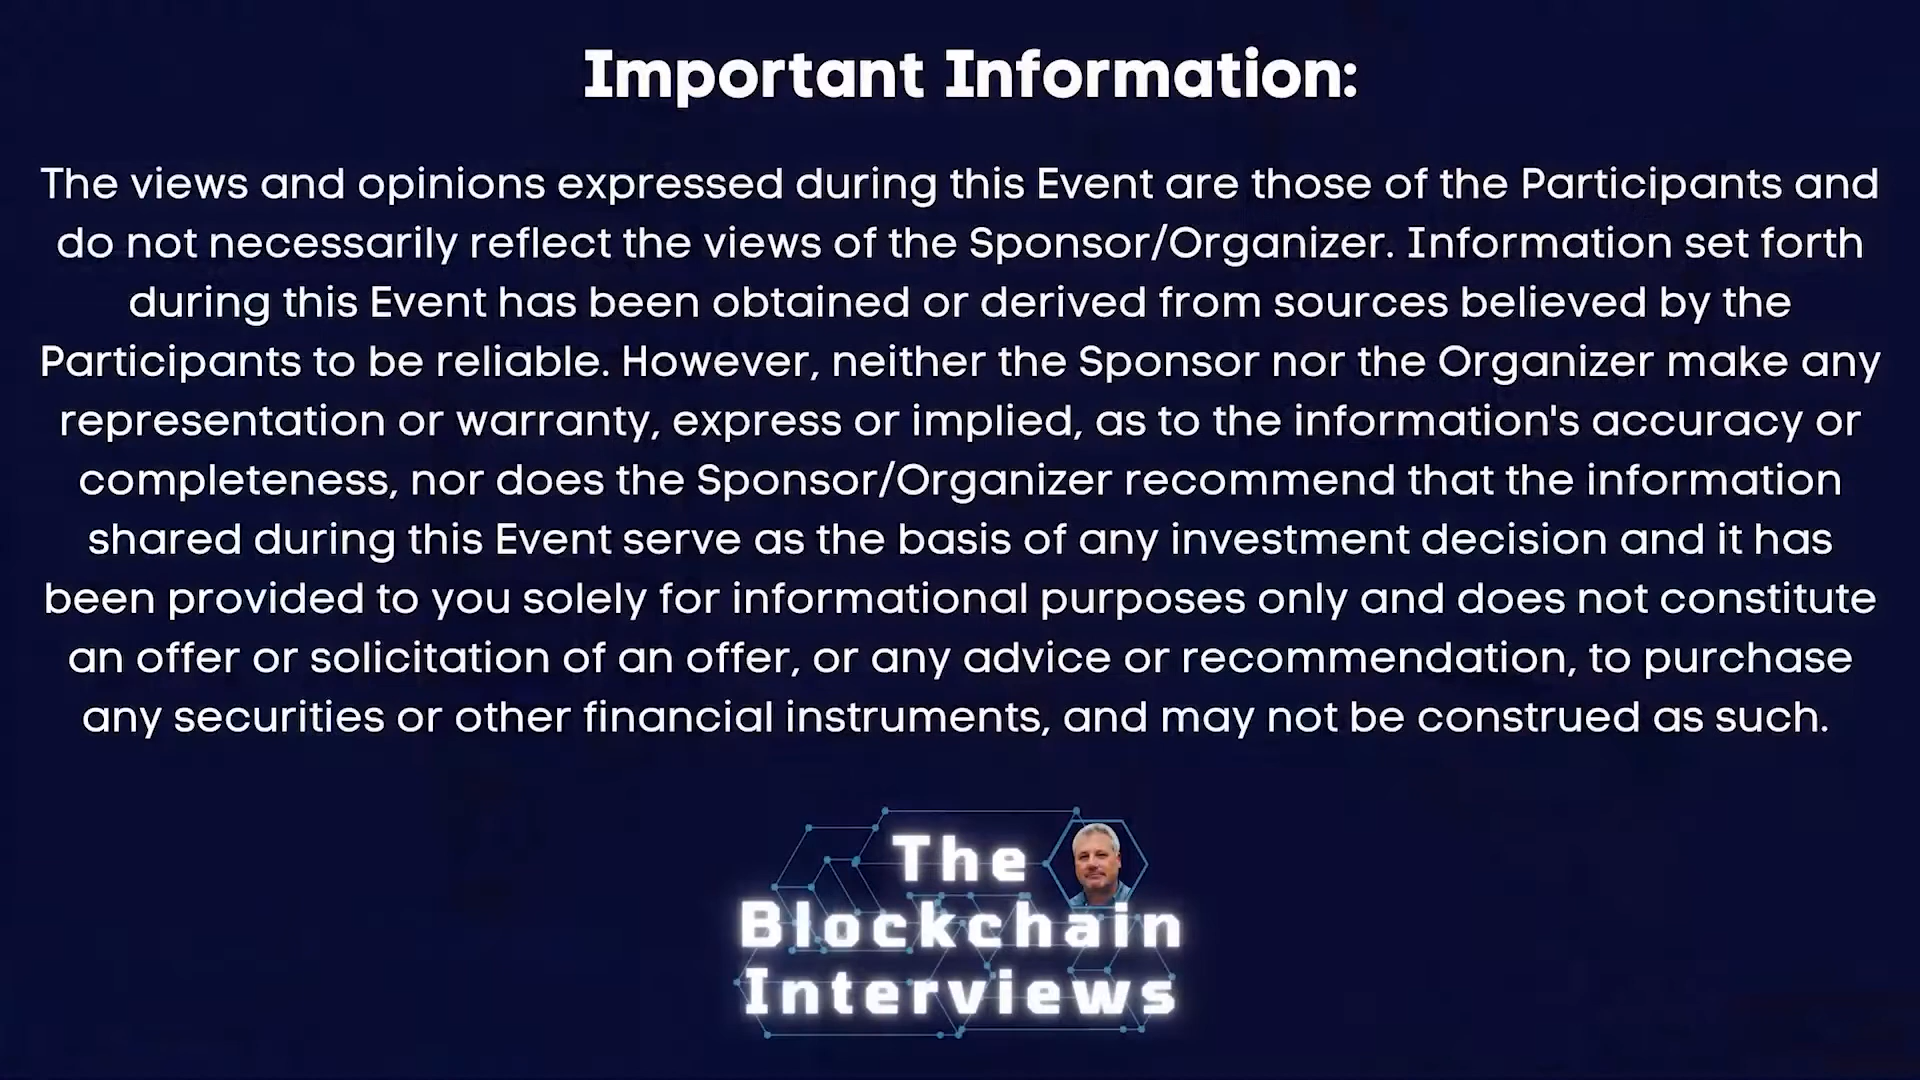 Important Information:
The views and opinions expressed during this Event are those of the Participants and
do not necessarily reflect the views of the Sponsor/Organizer. Information set forth
during this Event has been obtained or derived from sources believed by the
Participants to be reliable. However, neither the Sponsor nor the Organizer make any
representation or warranty, express or implied, as to the information's accuracy or
completeness, nor does the Sponsor/Organizer recommend that the information
shared during this Event serve as the basis of any investment decision and it has
been provided to you solely for informational purposes only and does not constitute
an offer or solicitation of an offer, or any advice or recommendation, to purchase
any securities or other financial instruments, and may not be construed as such.
The
Blockchain
Interviews